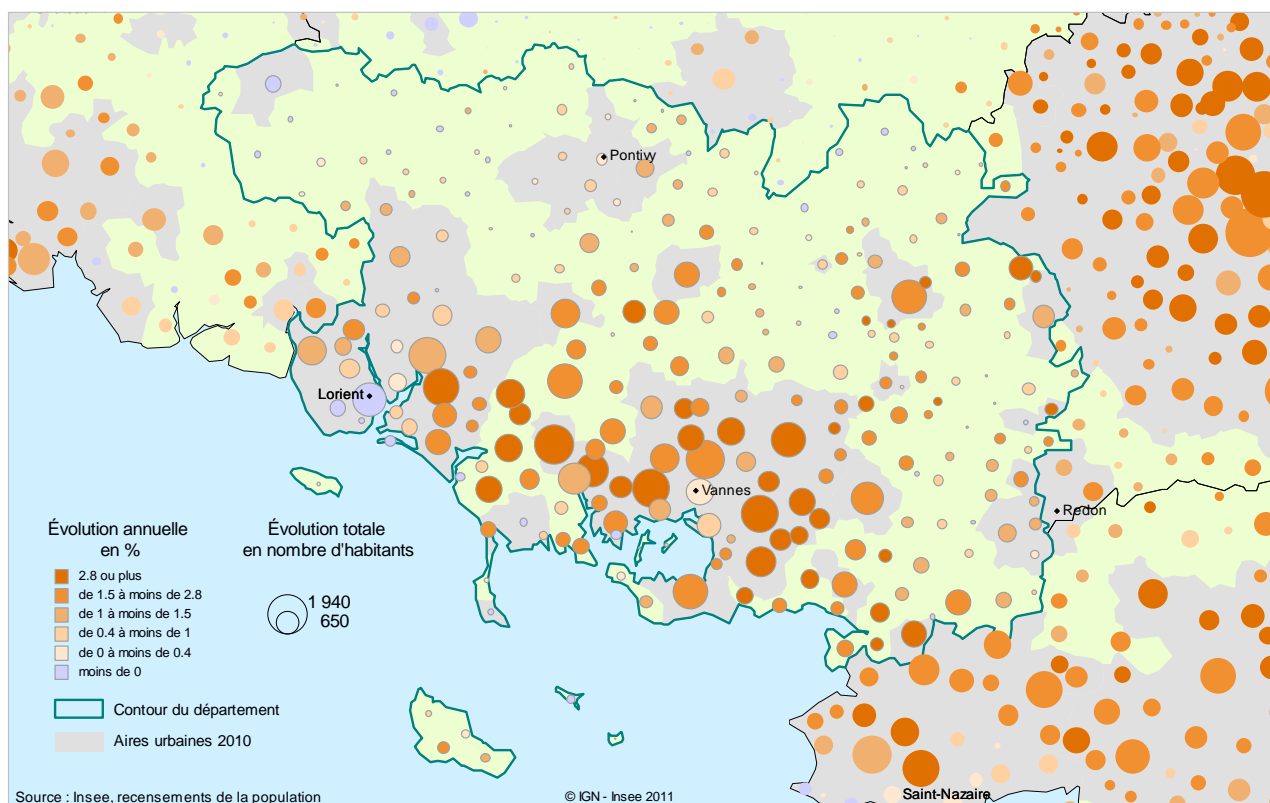 Pontivy
Lorient
Vannes
Redon
Évolution annuelle
en %
Évolution totale
en nombre d'habitants
2.8 ou plus
de 1.5 à moins de 2.8
de 1 à moins de 1.5
de 0.4 à moins de 1
de 0 à moins de 0.4
moins de 0
1 940
650
Contour du département
Aires urbaines 2010
Saint-Nazaire
Source : Insee, recensements de la population
© IGN - Insee 2011